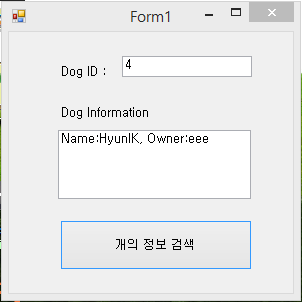 Form1
Dog ID :
4
Dog Information
Name:HyunIK, Owner:eee
개의 정보 검색